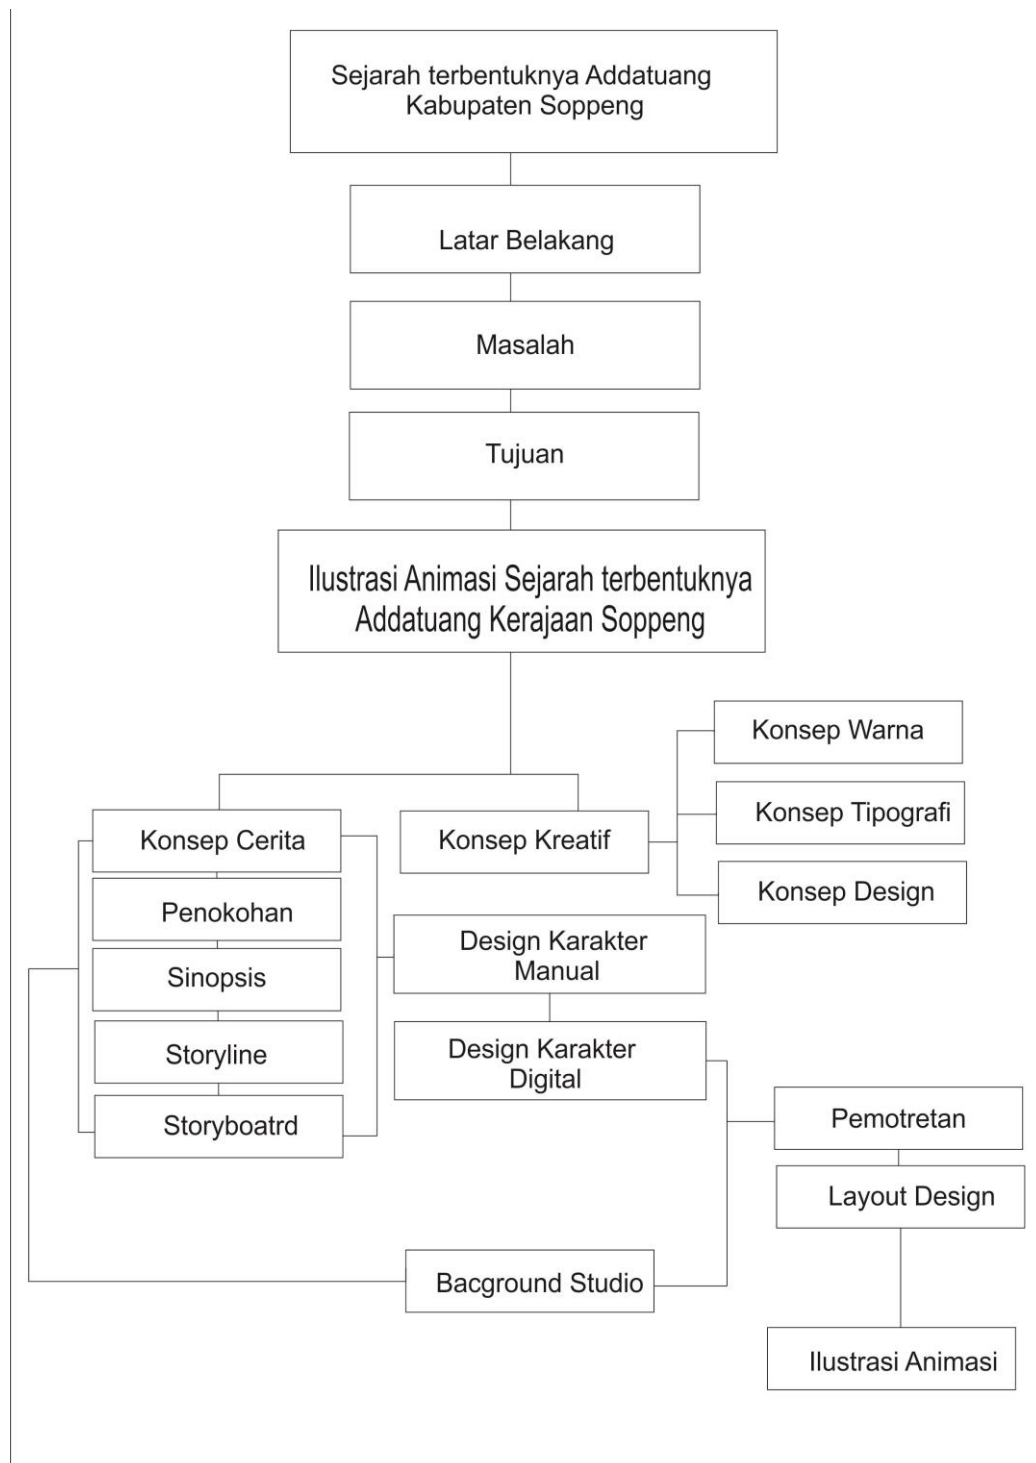 Sejarah terbentuknya Addatuang
Kabupaten Soppeng
Latar Belakang
Masalah
Tujuan
Ilustrasi Animasi Sejarah terbentuknya
Addatuang Kerajaan Soppeng
Konsep Warna
Konsep Tipografi
Konsep Design
Konsep Cerita
Konsep Kreatif
Penokohan
Sinopsis
Storyline
Storyboatrd
Design Karakter
Manual
Design Karakter
Digital
Pemotretan
Layout Design
Bacground Studio
Ilustrasi Animasi